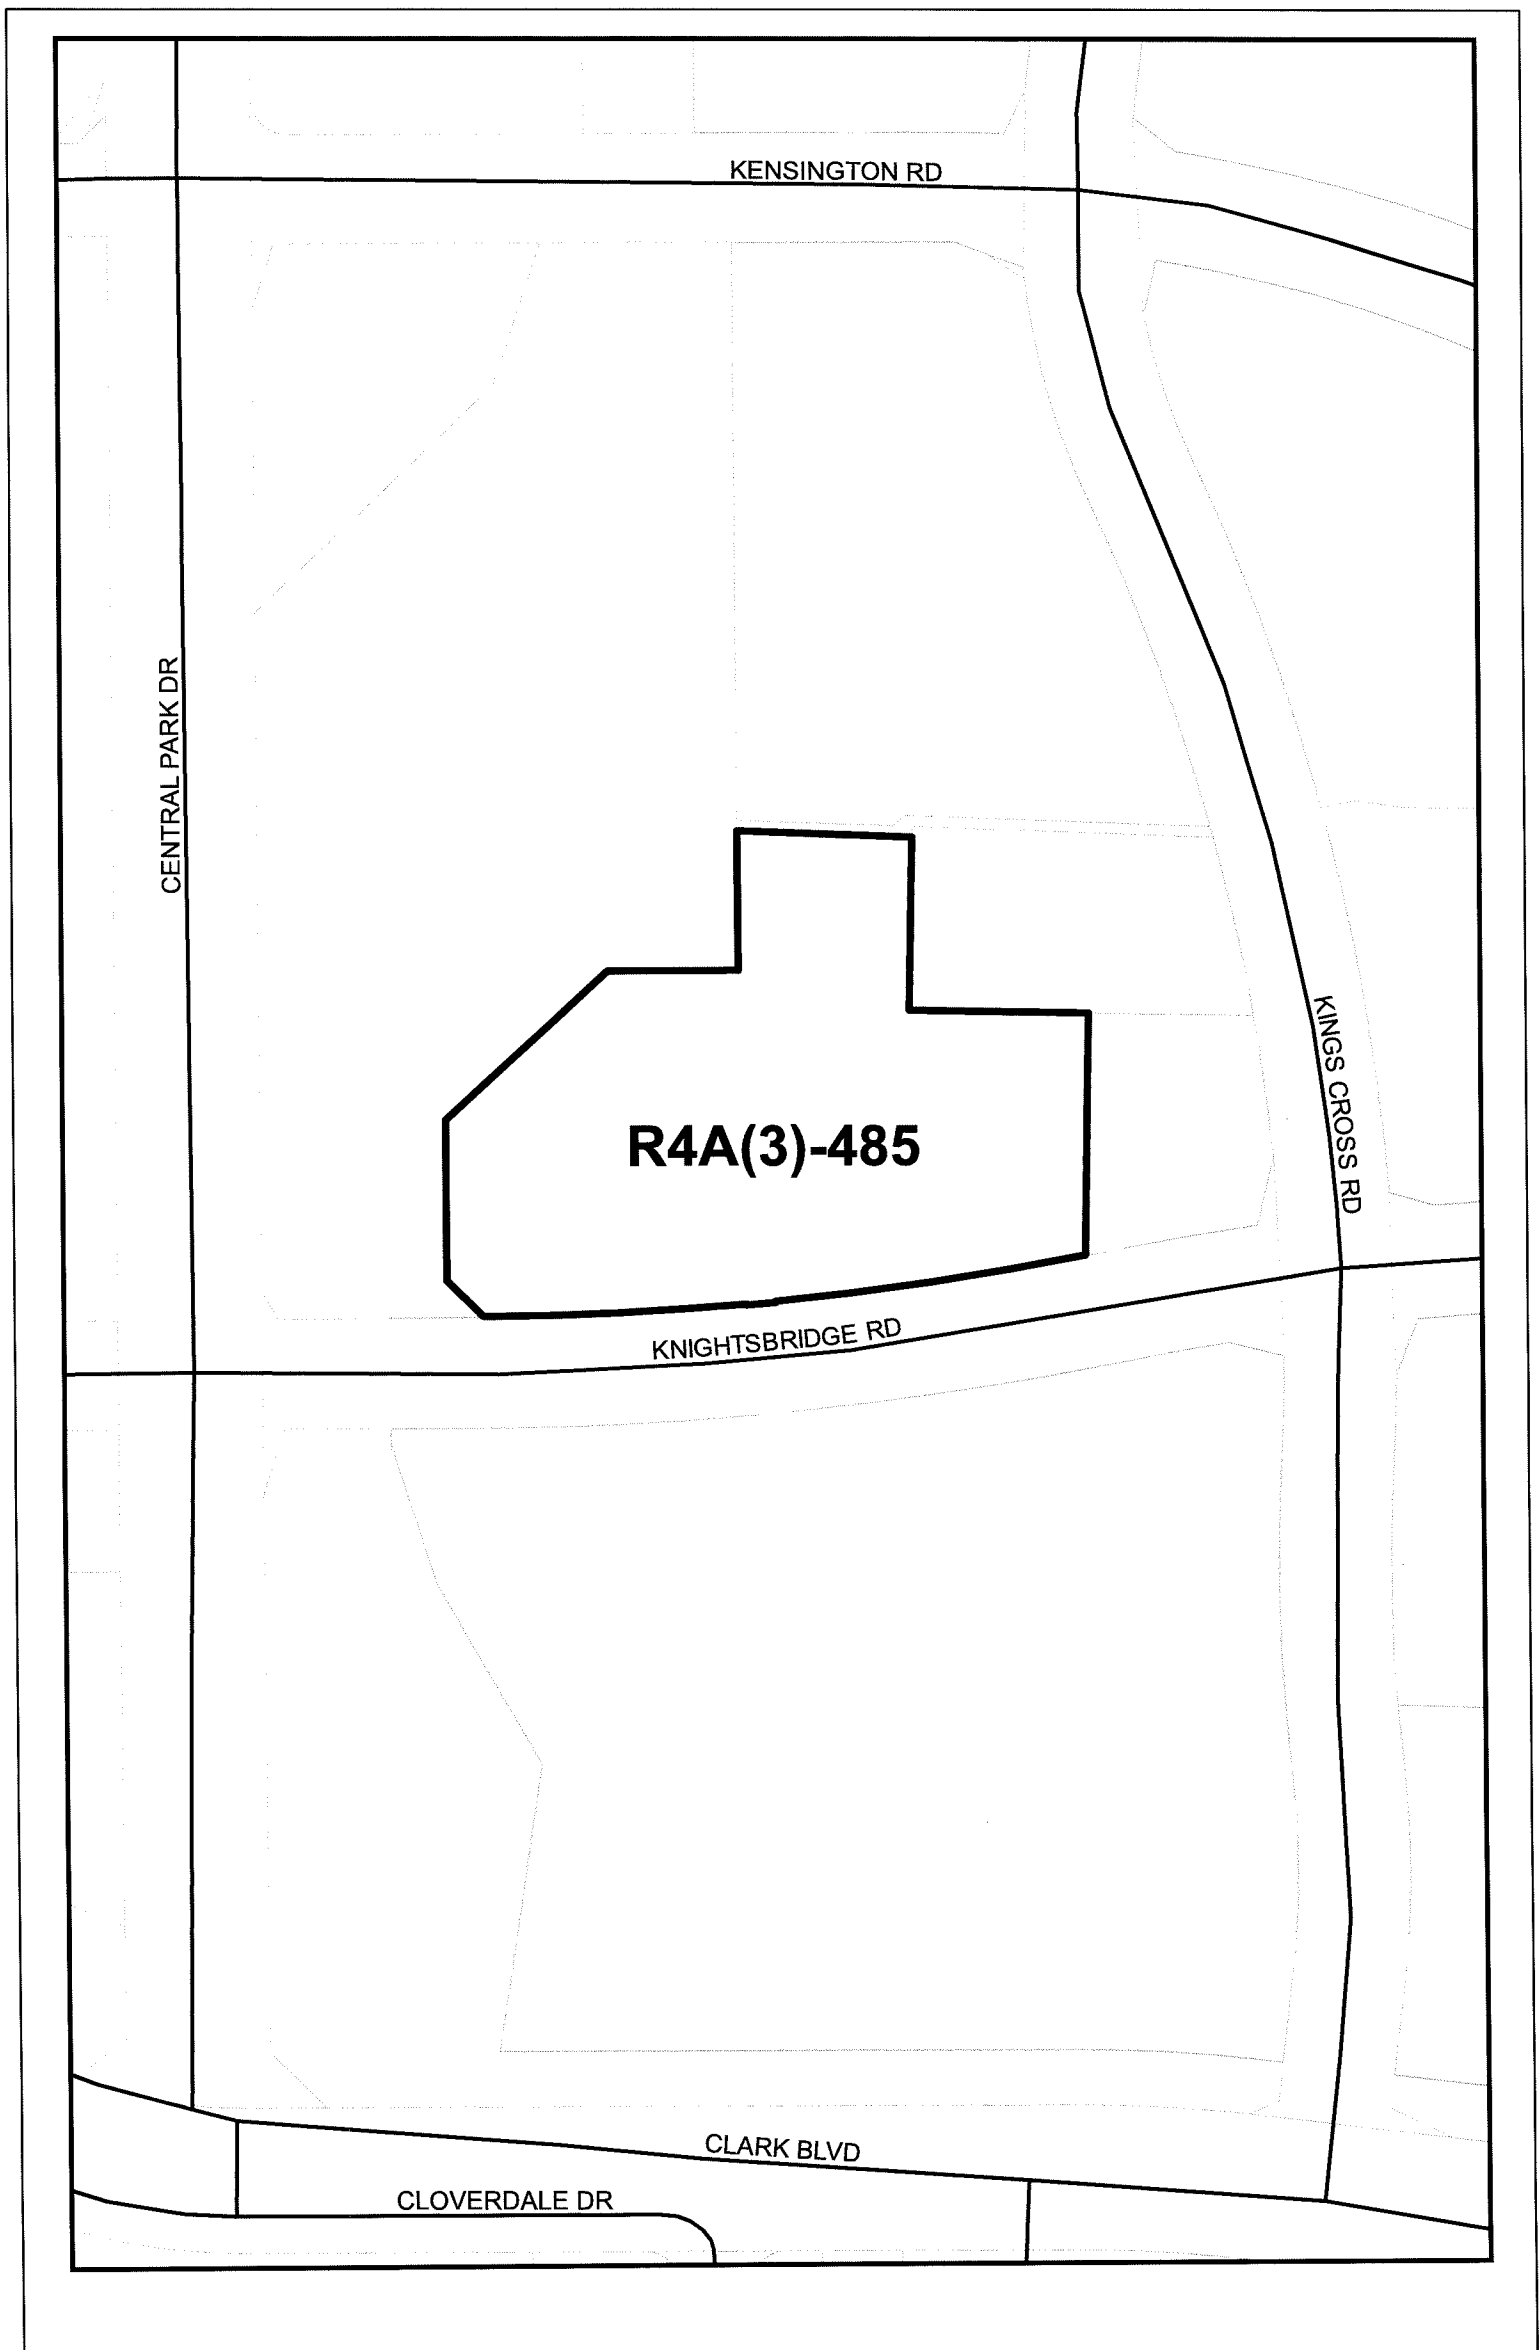 KENSINGTON RD
CENTRAL PARK DR
KINGS CROSS RD
R4A(3)-485
KNIGHTSBRIDGE RD
CLARK BLVD
CLOVERDALE DR